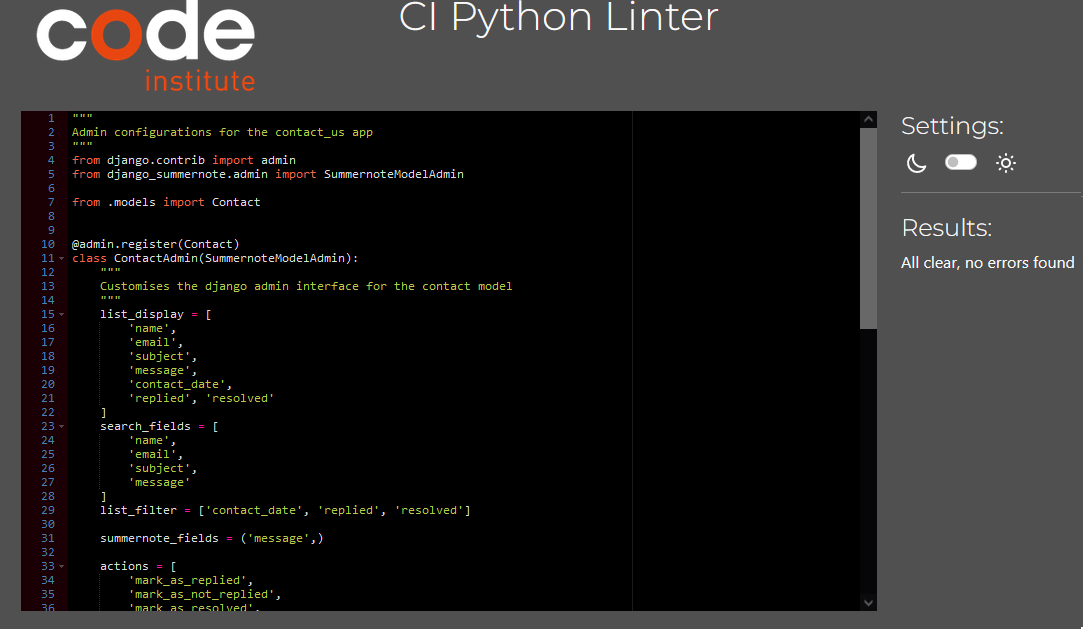 code
institute
CI Python Linter
1 """
2 Admin configurations for the contact_us app
3 """
4 from django.contrib import admin
5 from django_summernote.admin import SummernoteModelAdmin
6
7 from .models import Contact
8
9
10 @admin.register(Contact)
11 class ContactAdmin(SummernoteModelAdmin):
12     """
13     Customises the django admin interface for the contact model
14     """
15     list_display = [
16         'name',
17         'email',
18         'subject',
19         'message',
20         'contact_date',
21         'replied', 'resolved'
22     ]
23     search_fields = [
24         'name',
25         'email',
26         'subject',
27         'message'
28     ]
29     list_filter = ['contact_date', 'replied', 'resolved']
30
31     summernote_fields = ('message',)
32
33     actions = [
34         'mark_as_replied',
35         'mark_as_not_replied',
36         'mark_as_resolved',
Settings:
Results:
All clear, no errors found